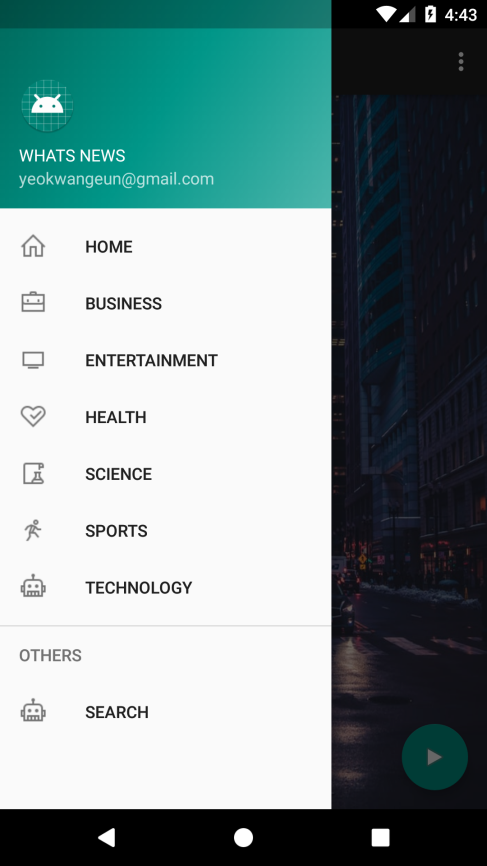 4:43
WHATS NEWS
yeokwangeun@gmail.com
HOME
BUSINESS
ENTERTAINMENT
HEALTH
SCIENCE
SPORTS
TECHNOLOGY
OTHERS
SEARCH